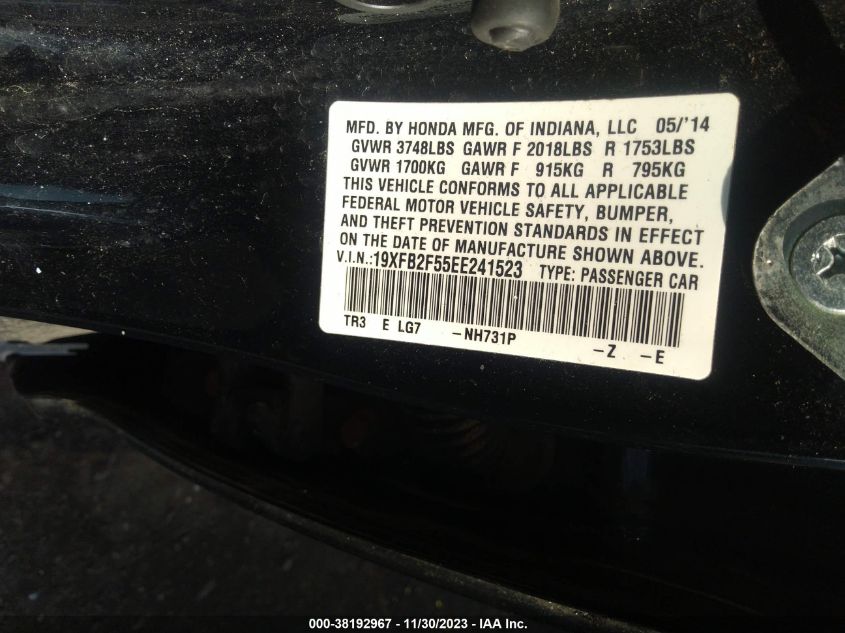 MFD. BY HONDA MFG. OF INDIANA, LLC 05/'14
GVWR 3748LBS GAWR F 2018LBS R 1753LBS
GVWR 1700KG GAWR F 915KG R 795KG
THIS VEHICLE CONFORMS TO ALL APPLICABLE
FEDERAL MOTOR VEHICLE SAFETY, BUMPER,
AND THEFT PREVENTION STANDARDS IN EFFECT
ON THE DATE OF MANUFACTURE SHOWN ABOVE.
V.I.N.:19XFB2F55EE241523 TYPE: PASSENGER CAR
TR3 E LG7 -NH731P -Z -E
000-38192967 - 11/30/2023 - IAA Inc.